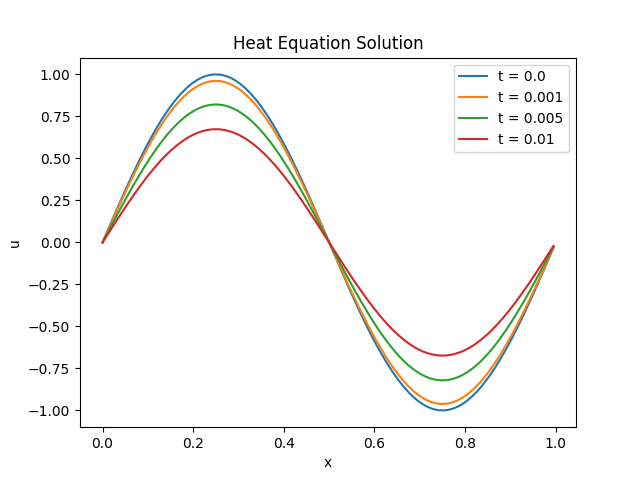 Heat Equation Solution
t = 0.0
t = 0.001
t = 0.005
t = 0.01
1.00
0.75
0.50
0.25
0.00
−0.25
−0.50
−0.75
−1.00
u
0.0 0.2 0.4 0.6 0.8 1.0
x